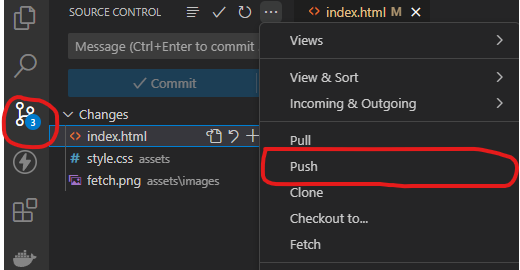 SOURCE CONTROL
index.html M
Message (Ctrl+Enter to commit
Commit
3
Changes
index.html
style.css assets
fetch.png assets\images
Views
View & Sort
Incoming & Outgoing
Pull
Push
Clone
Checkout to...
Fetch